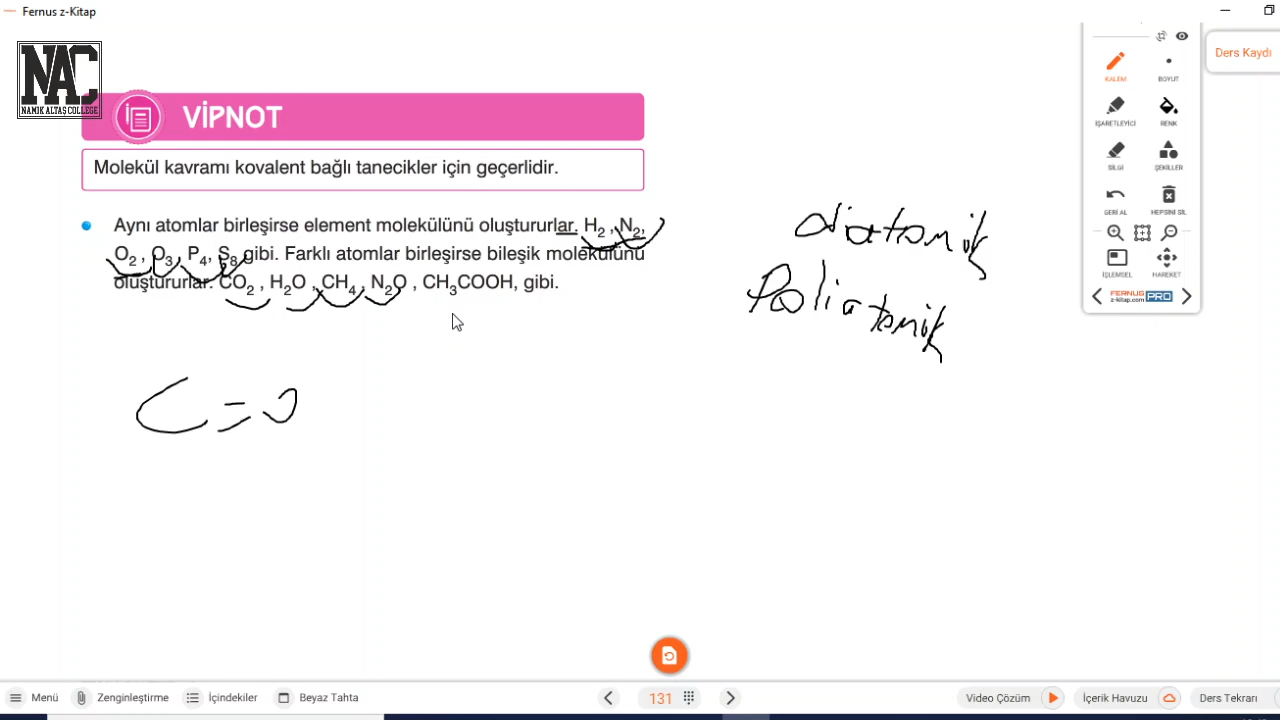 Fernus z-Kitap
NAC
NAMIK ALTAŞ COLLEGE
VİPNOT
Ders Kaydı
KALEM
BOYUT
İŞARETLEYİCİ
RENK
SİLGİ
ŞEKİLLER
GERİ AL
HEPSİNİ SİL
İŞLEMSEL
HAREKET
FERNUS
z-kitap.com PRO
Molekül kavramı kovalent bağlı tanecikler için geçerlidir.
Aynı atomlar birleşirse element molekülünü oluştururlar. H₂ ,N₂,
O₂ , O₃ , P₄, S₈ gibi. Farklı atomlar birleşirse bileşik molekülünü
oluştururlar. CO₂ , H₂O , CH₄ , N₂O , CH₃COOH, gibi.
diatomik
Poliatomik
C=O
Menü
Zenginleştirme
İçindekiler
Beyaz Tahta
131
Video Çözüm
İçerik Havuzu
Ders Tekrarı